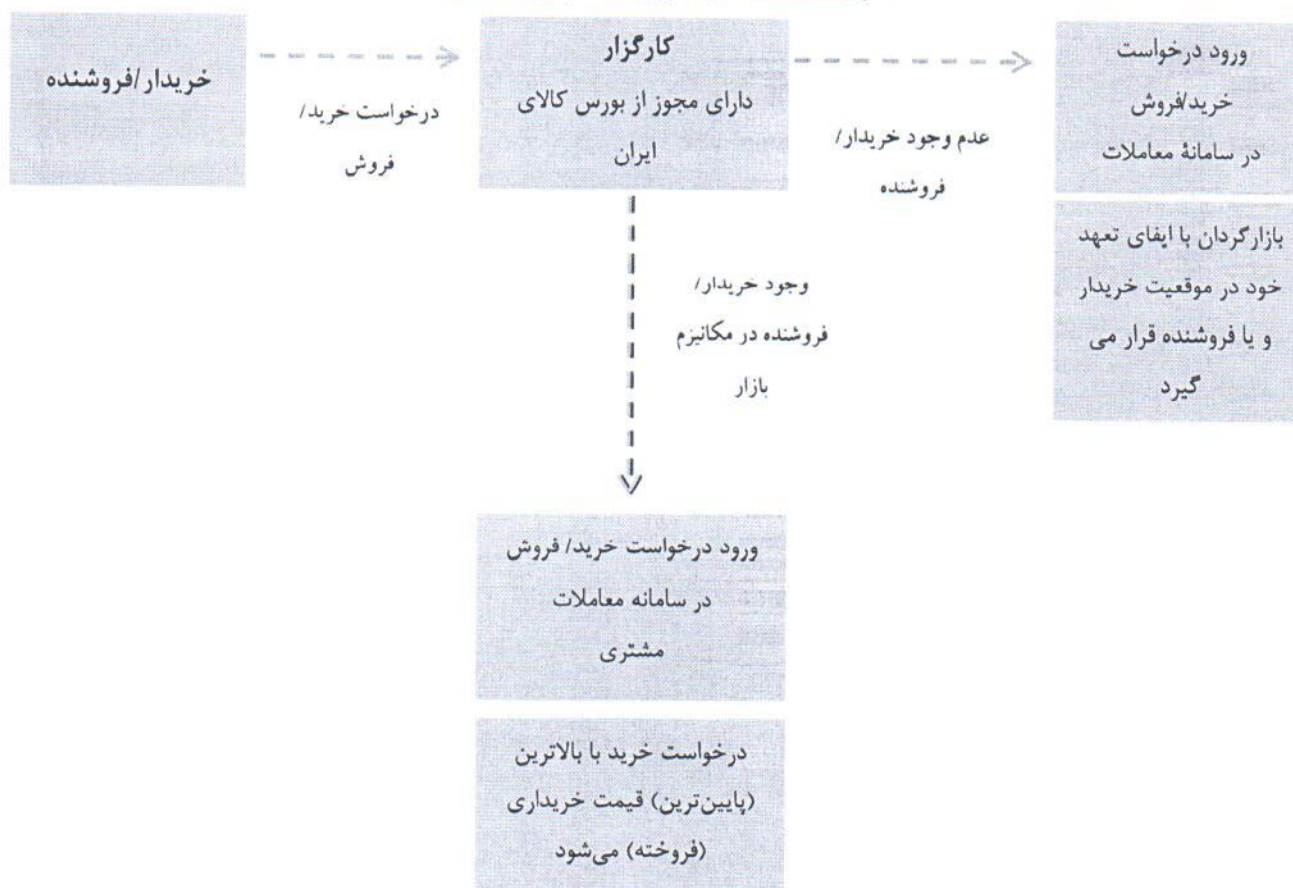 خریدار/فروشنده
درخواست خرید/
فروش
کارگزار
دارای مجوز از بورس کالای
ایران
عدم وجود خریدار/
فروشنده
ورود درخواست
خرید/فروش
در سامانهٔ معاملات
بازارگردان با ایفای تعهد
خود در موقعیت خریدار
و یا فروشنده قرار می
گیرد
وجود خریدار/
فروشنده در مکانیزم
بازار
ورود درخواست خرید/ فروش
در سامانه معاملات
مشتری
درخواست خرید با بالاترین
(پایین‌ترین) قیمت خریداری
(فروخته) می‌شود